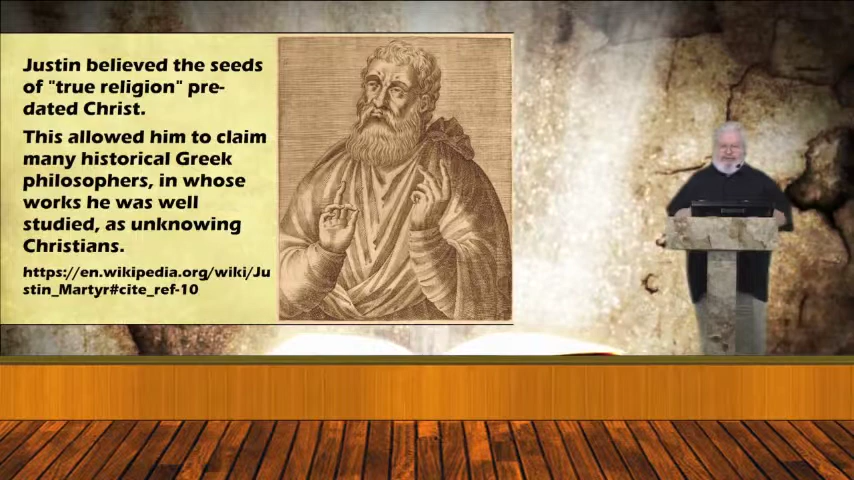 Justin believed the seeds
of "true religion" pre-
dated Christ.
This allowed him to claim
many historical Greek
philosophers, in whose
works he was well
studied, as unknowing
Christians.
https://en.wikipedia.org/wiki/Ju
stin_Martyr#cite_ref-10